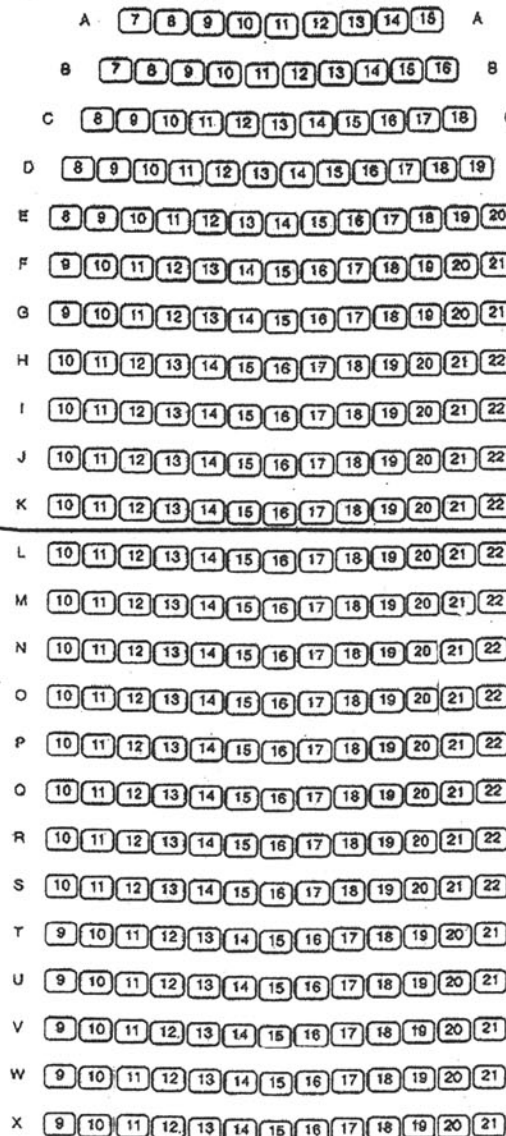 A 7 8 9 10 11 12 13 14 15 A
B 7 8 9 10 11 12 13 14 15 16 B
C 8 9 10 11 12 13 14 15 16 17 18
D 8 9 10 11 12 13 14 15 16 17 18 19
E 8 9 10 11 12 13 14 15 16 17 18 19 20
F 9 10 11 12 13 14 15 16 17 18 19 20 21
G 9 10 11 12 13 14 15 16 17 18 19 20 21
H 10 11 12 13 14 15 16 17 18 19 20 21 22
I 10 11 12 13 14 15 16 17 18 19 20 21 22
J 10 11 12 13 14 15 16 17 18 19 20 21 22
K 10 11 12 13 14 15 16 17 18 19 20 21 22
L 10 11 12 13 14 15 16 17 18 19 20 21 22
M 10 11 12 13 14 15 16 17 18 19 20 21 22
N 10 11 12 13 14 15 16 17 18 19 20 21 22
O 10 11 12 13 14 15 16 17 18 19 20 21 22
P 10 11 12 13 14 15 16 17 18 19 20 21 22
Q 10 11 12 13 14 15 16 17 18 19 20 21 22
R 10 11 12 13 14 15 16 17 18 19 20 21 22
S 10 11 12 13 14 15 16 17 18 19 20 21 22
T 9 10 11 12 13 14 15 16 17 18 19 20 21
U 9 10 11 12 13 14 15 16 17 18 19 20 21
V 9 10 11 12 13 14 15 16 17 18 19 20 21
W 9 10 11 12 13 14 15 16 17 18 19 20 21
X 9 10 11 12 13 14 15 16 17 18 19 20 21